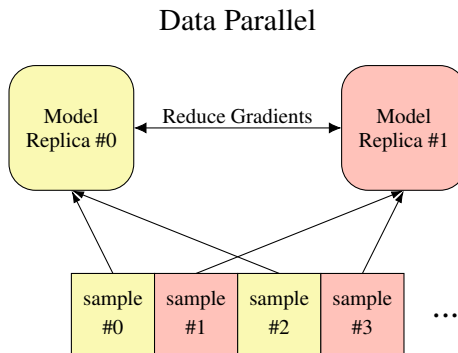 Data Parallel
Model
Replica #0
Reduce Gradients
Model
Replica #1
sample
#0
sample
#1
sample
#2
sample
#3
...